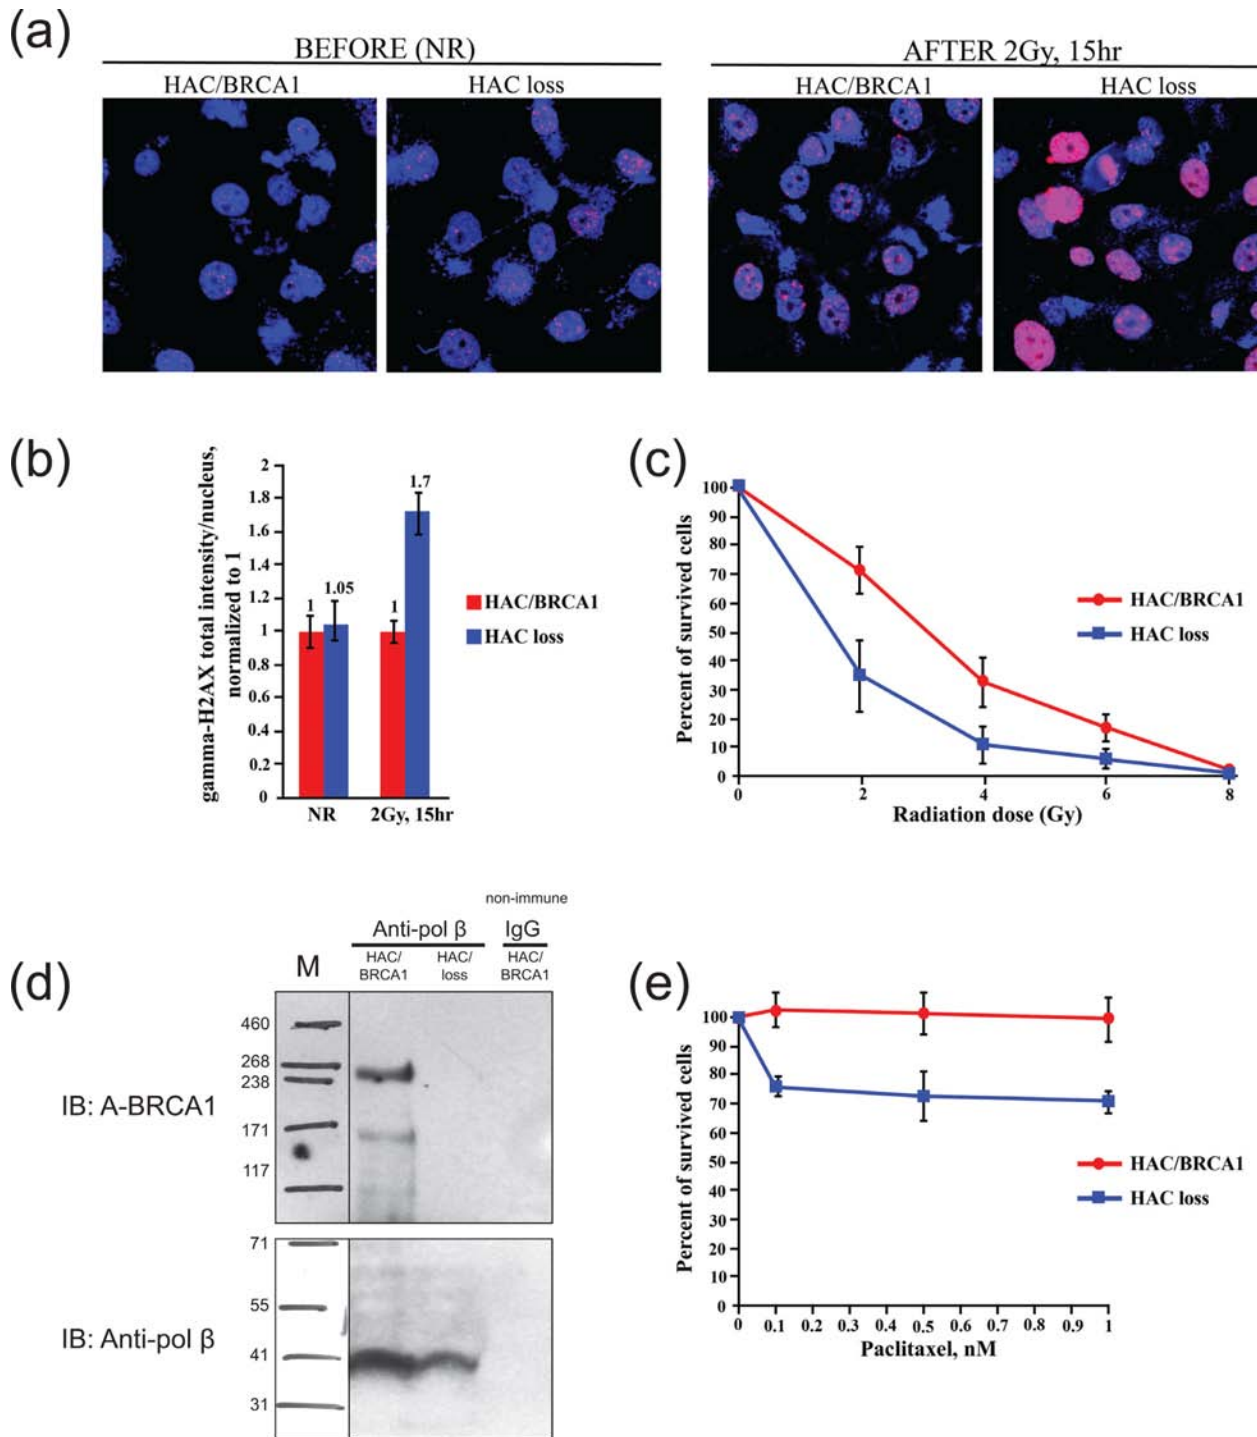 (a)
BEFORE (NR)
AFTER 2Gy, 15hr
HAC/BRCA1
HAC loss
HAC/BRCA1
HAC loss
(b)
gamma-H2AX total intensity/nucleus,
normalized to 1
2
1.8
1.6
1.4
1.2
1
0.8
0.6
0.4
0.2
0
1
1.05
1
1.7
NR
2Gy, 15hr
HAC/BRCA1
HAC loss
(c)
Percent of survived cells
100
90
80
70
60
50
40
30
20
10
0
0
2
4
6
8
Radiation dose (Gy)
HAC/BRCA1
HAC loss
(d)
non-immune
Anti-pol β
IgG
M
HAC/
BRCA1
HAC/
loss
HAC/
BRCA1
460
268
238
171
117
IB: A-BRCA1
71
55
41
31
IB: Anti-pol β
(e)
Percent of survived cells
100
90
80
70
60
50
40
30
20
10
0
0
0.1
0.2
0.3
0.4
0.5
0.6
0.7
0.8
0.9
1
Paclitaxel, nM
HAC/BRCA1
HAC loss